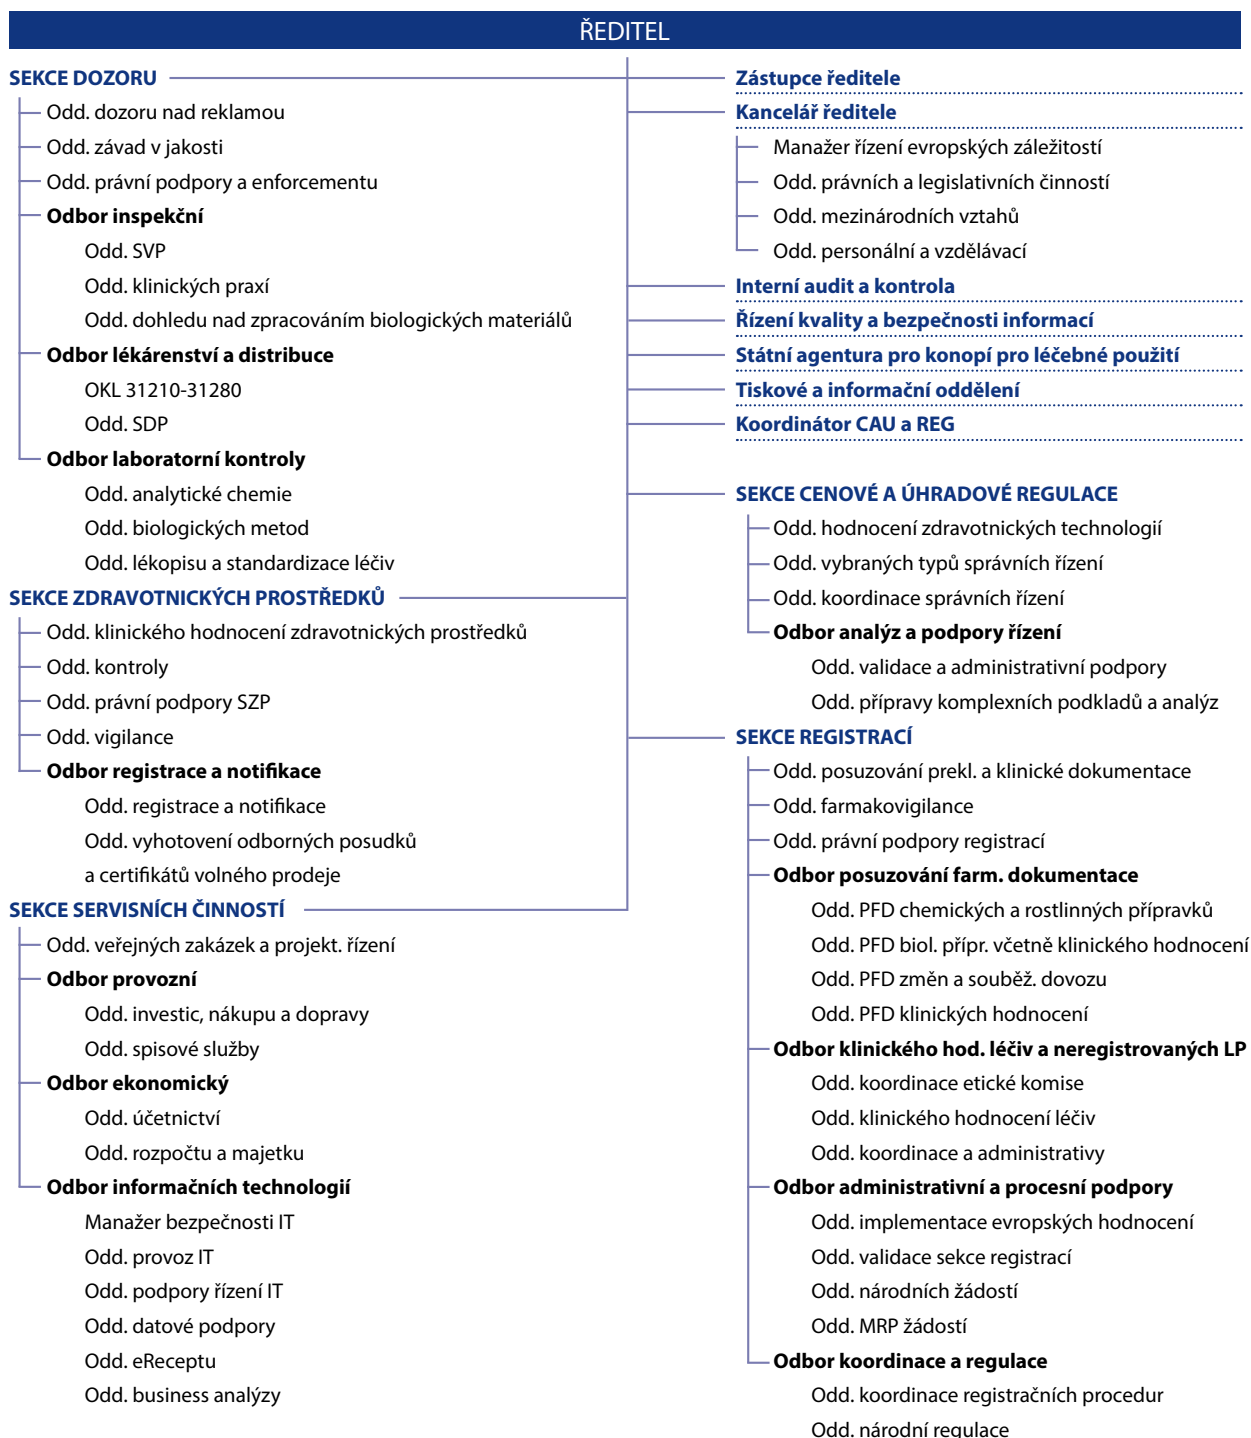 ŘEDITEL
SEKCE DOZORU
Odd. dozoru nad reklamou
Odd. závad v jakosti
Odd. právní podpory a enforcementu
Odbor inspekční
Odd. SVP
Odd. klinických praxí
Odd. dohledu nad zpracováním biologických materiálů
Odbor lékárenství a distribuce
OKL 31210-31280
Odd. SDP
Odbor laboratorní kontroly
Odd. analytické chemie
Odd. biologických metod
Odd. lékopisu a standardizace léčiv
SEKCE ZDRAVOTNICKÝCH PROSTŘEDKŮ
Odd. klinického hodnocení zdravotnických prostředků
Odd. kontroly
Odd. právní podpory SZP
Odd. vigilance
Odbor registrace a notifikace
Odd. registrace a notifikace
Odd. vyhotovení odborných posudků
a certifikátů volného prodeje
SEKCE SERVISNÍCH ČINNOSTÍ
Odd. veřejných zakázek a projekt. řízení
Odbor provozní
Odd. investic, nákupu a dopravy
Odd. spisové služby
Odbor ekonomický
Odd. účetnictví
Odd. rozpočtu a majetku
Odbor informačních technologií
Manažer bezpečnosti IT
Odd. provoz IT
Odd. podpory řízení IT
Odd. datové podpory
Odd. eReceptu
Odd. business analýzy
Zástupce ředitele
Kancelář ředitele
Manažer řízení evropských záležitostí
Odd. právních a legislativních činností
Odd. mezinárodních vztahů
Odd. personální a vzdělávací
Interní audit a kontrola
Řízení kvality a bezpečnosti informací
Státní agentura pro konopí pro léčebné použití
Tiskové a informační oddělení
Koordinátor CAU a REG
SEKCE CENOVÉ A ÚHRADOVÉ REGULACE
Odd. hodnocení zdravotnických technologií
Odd. vybraných typů správních řízení
Odd. koordinace správních řízení
Odbor analýz a podpory řízení
Odd. validace a administrativní podpory
Odd. přípravy komplexních podkladů a analýz
SEKCE REGISTRACÍ
Odd. posuzování prekl. a klinické dokumentace
Odd. farmakovigilance
Odd. právní podpory registrací
Odbor posuzování farm. dokumentace
Odd. PFD chemických a rostlinných přípravků
Odd. PFD biol. přípr. včetně klinického hodnocení
Odd. PFD změn a souběž. dovozu
Odd. PFD klinických hodnocení
Odbor klinického hod. léčiv a neregistrovaných LP
Odd. koordinace etické komise
Odd. klinického hodnocení léčiv
Odd. koordinace a administrativy
Odbor administrativní a procesní podpory
Odd. implementace evropských hodnocení
Odd. validace sekce registrací
Odd. národních žádostí
Odd. MRP žádostí
Odbor koordinace a regulace
Odd. koordinace registračních procedur
Odd. národní regulace